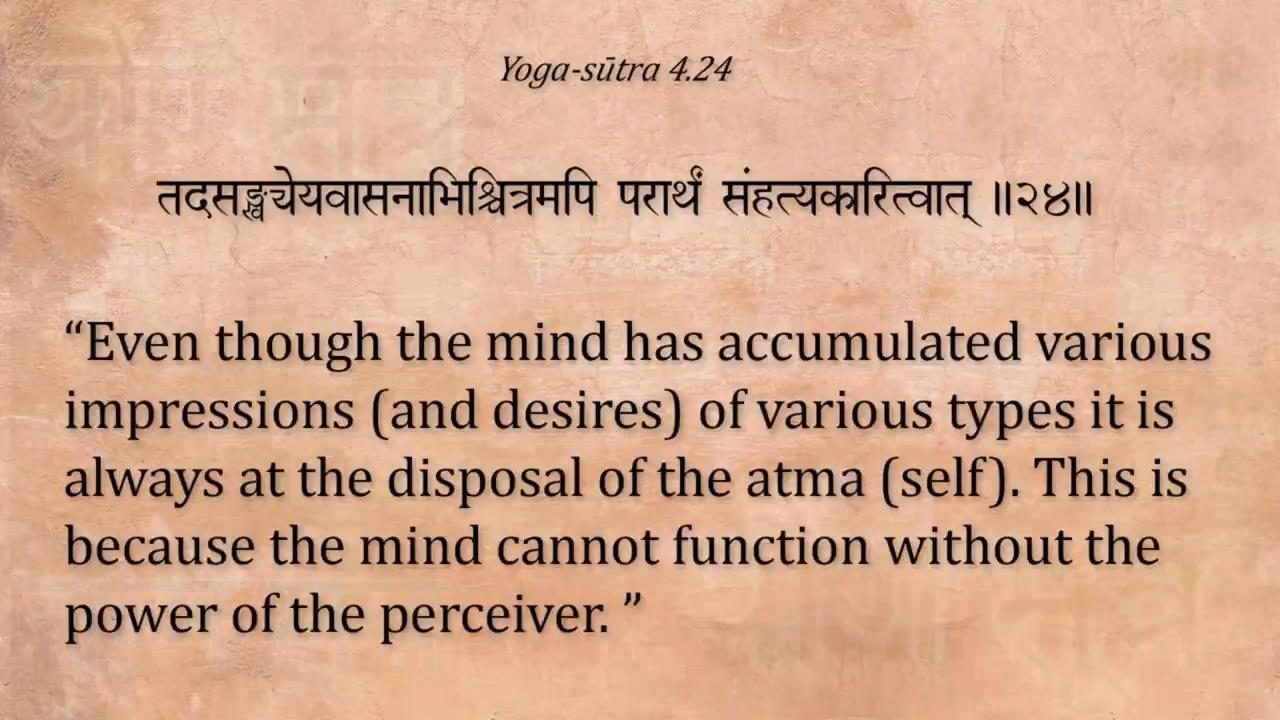 Yoga-sūtra 4.24
तदसङ्ख्येयवासनाभिश्चित्रमपि परार्थं संहत्यकारित्वात् ॥२४॥
“Even though the mind has accumulated various
impressions (and desires) of various types it is
always at the disposal of the atma (self). This is
because the mind cannot function without the
power of the perceiver. ”